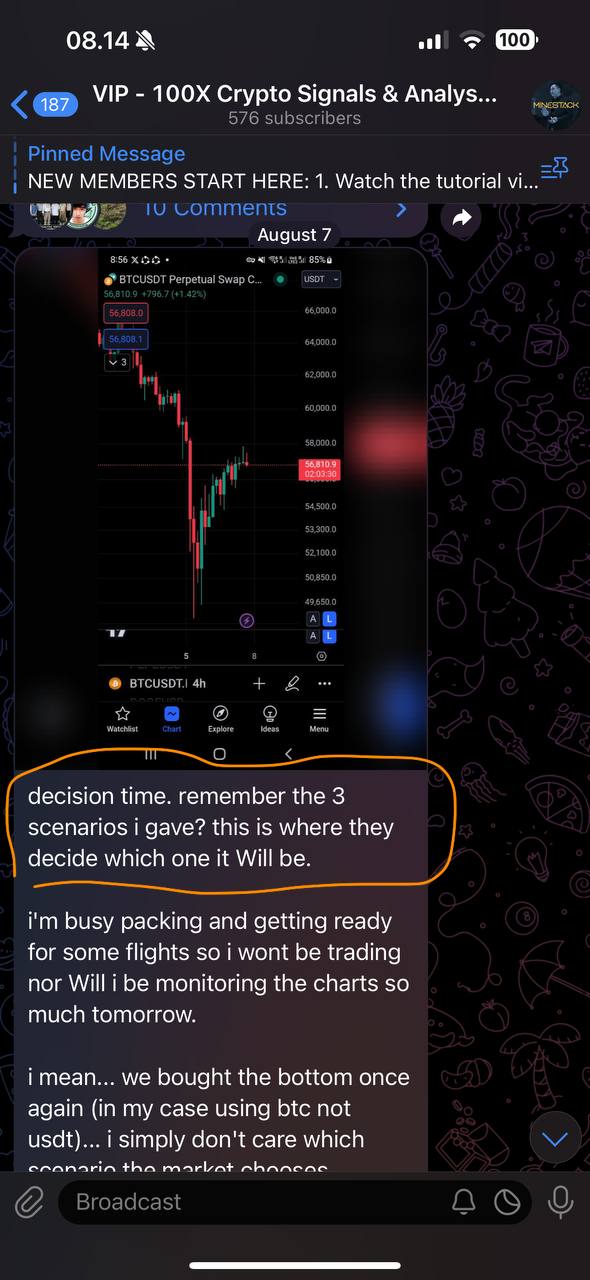 08.14
100
187
VIP - 100X Crypto Signals & Analys...
576 subscribers
MINESTACK
Pinned Message
NEW MEMBERS START HERE: 1. Watch the tutorial vi...
10 Comments
August 7
8:56
85%
BTCUSDT Perpetual Swap C...
USDT
56,810.9 +796.7 (+1.42%)
56,808.0
56,808.1
3
66,000.0
64,000.0
62,000.0
60,000.0
58,000.0
56,810.9
02:03:30
54,500.0
53,300.0
52,100.0
50,850.0
49,650.0
A L
A L
5 8
BTCUSDT.I 4h
Watchlist Chart Explore Ideas Menu
decision time. remember the 3
scenarios i gave? this is where they
decide which one it Will be.
i'm busy packing and getting ready
for some flights so i wont be trading
nor Will i be monitoring the charts so
much tomorrow.
i mean... we bought the bottom once
again (in my case using btc not
usdt)... i simply don't care which
scenario the market chooses
Broadcast